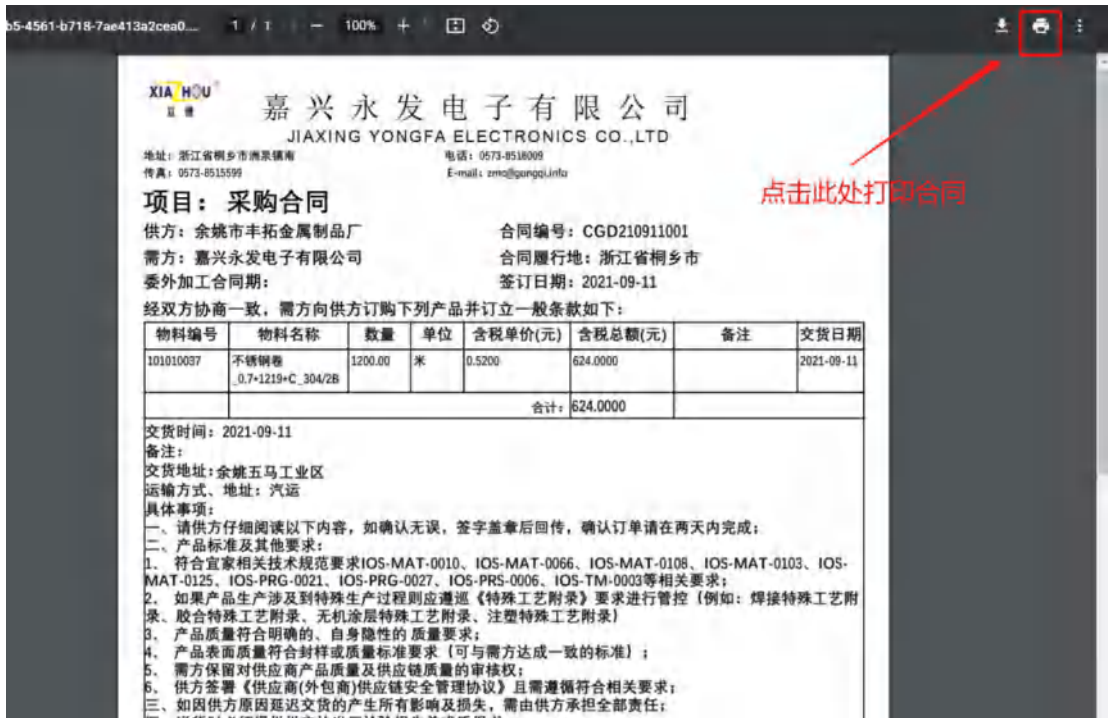 b5-4561-b718-7ae413a2cea0... 1 / 1 100%
XIA HOU
嘉兴永发电子有限公司
JIAXING YONGFA ELECTRONICS CO.,LTD
地址：浙江省桐乡市洲泉镇南 电话：0573-8518009
传真：0573-8515599 E-mail：zmq@gongqi.info
点击此处打印合同
项目： 采购合同
供方：余姚市丰拓金属制品厂 合同编号：CGD210911001
需方：嘉兴永发电子有限公司 合同履行地：浙江省桐乡市
委外加工合同期： 签订日期：2021-09-11
经双方协商一致，需方向供方订购下列产品并订立一般条款如下：
物料编号 物料名称 数量 单位 含税单价(元) 含税总额(元) 备注 交货日期
101010037 不锈钢卷 1200.00 米 0.5200 624.0000 2021-09-11
_0.7*1219*C_304/2B
合计：624.0000
交货时间：2021-09-11
备注：
交货地址：余姚五马工业区
运输方式、地址：汽运
具体事项：
一、请供方仔细阅读以下内容，如确认无误，签字盖章后回传，确认订单请在两天内完成；
二、产品标准及其他要求：
1、 符合宜家相关技术规范要求IOS-MAT-0010、IOS-MAT-0066、IOS-MAT-0108、IOS-MAT-0103、IOS-
MAT-0125、IOS-PRG-0021、IOS-PRG-0027、IOS-PRS-0006、IOS-TM-0003等相关要求；
2、 如果产品生产涉及到特殊生产过程则应遵巡《特殊工艺附录》要求进行管控（例如：焊接特殊工艺附
录、胶合特殊工艺附录、无机涂层特殊工艺附录、注塑特殊工艺附录）
3、 产品质量符合明确的、自身隐性的 质量要求；
4、 产品表面质量符合封样或质量标准要求（可与需方达成一致的标准）；
5、 需方保留对供应商产品质量及供应链质量的审核权；
6、 供方签署《供应商(外包商)供应链安全管理协议》且需遵循符合相关要求；
三、如因供方原因延迟交货的产生所有影响及损失，需由供方承担全部责任；